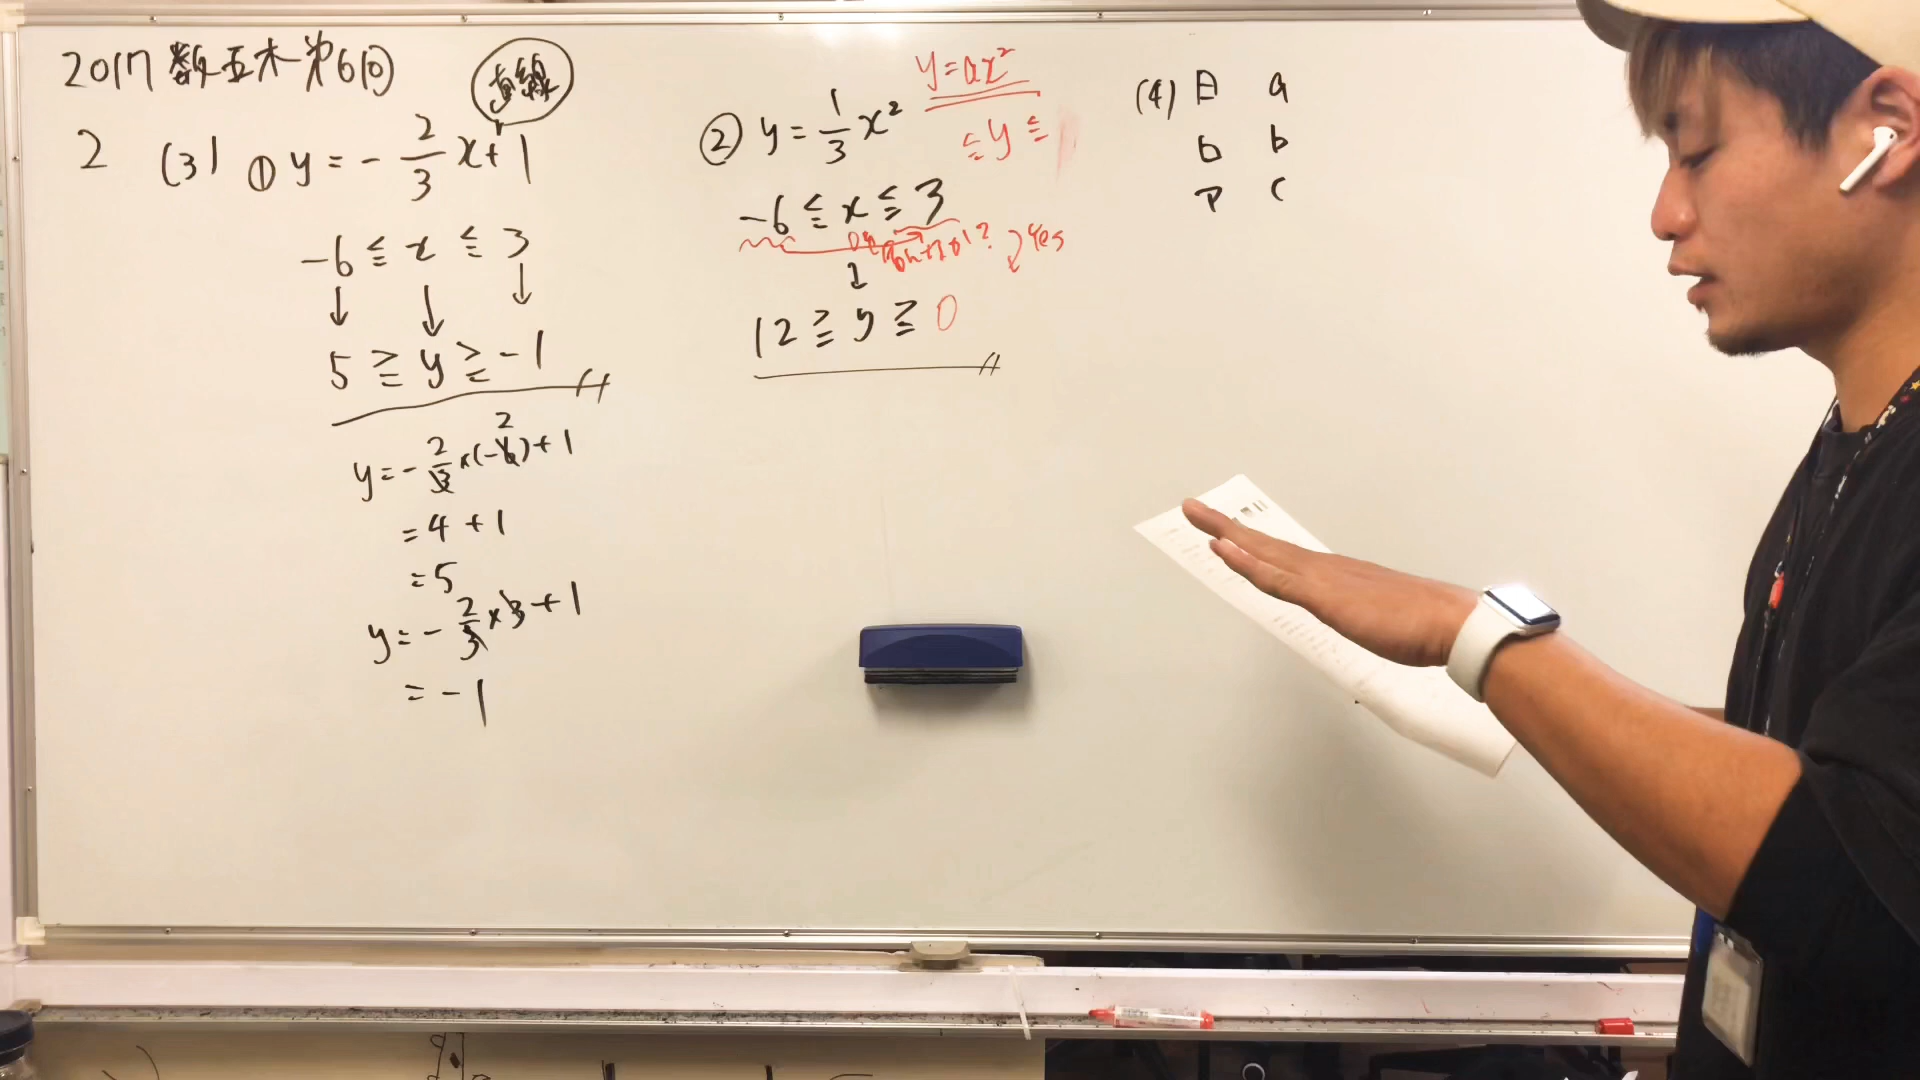 2017 数五木 第6回
2 (3) ① y = - 2/3 x + 1
直線
-6 ≦ x ≦ 3
↓ ↓ ↓
5 ≧ y ≧ -1
y = - 2/3 × (-6) + 1
2
= 4 + 1
= 5
y = - 2/3 × 3 + 1
= -1
② y = 1/3 x²
y = ax²
≦ y ≦
-6 ≦ x ≦ 3
Yes
↓
12 ≧ y ≧ 0
(4) a
b b
c